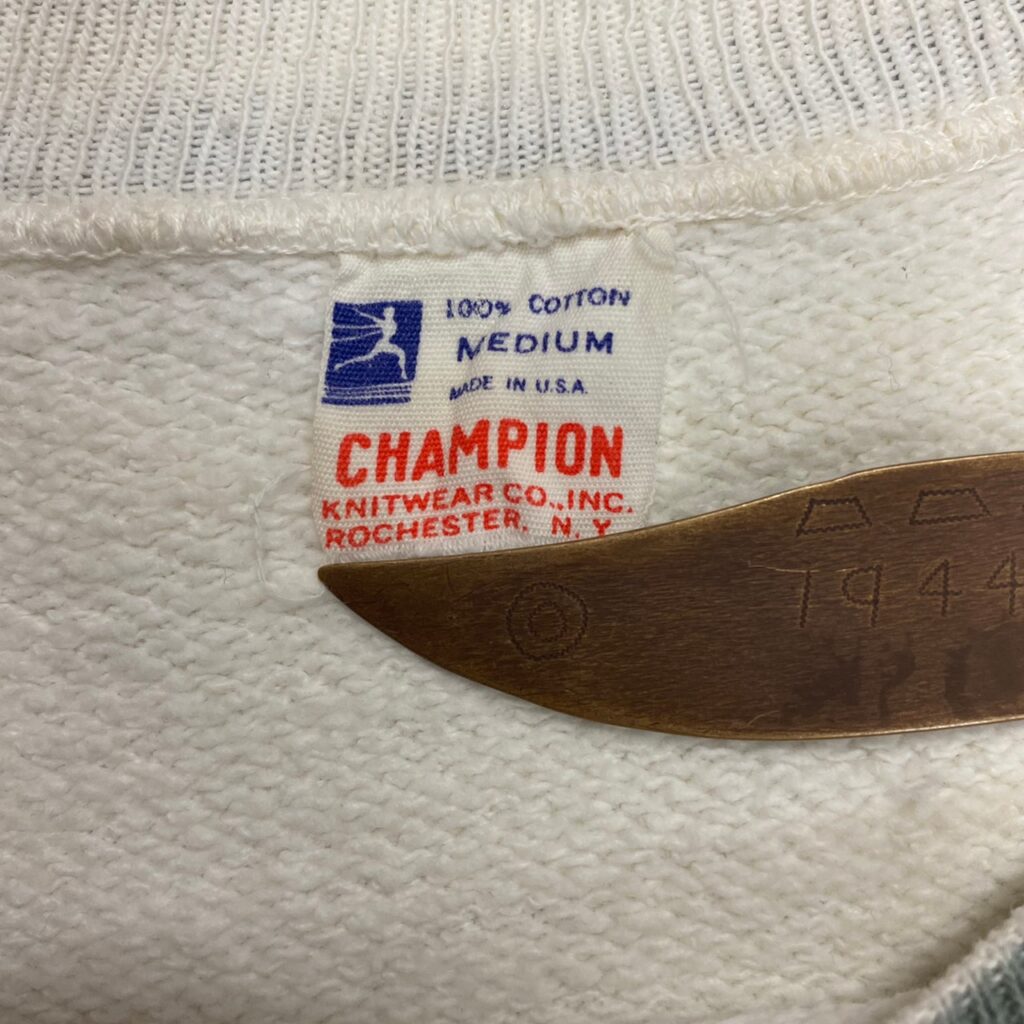 100% COTTON
MEDIUM
MADE IN U.S.A.
CHAMPION
KNITWEAR CO., INC.
ROCHESTER, N.Y.
1944